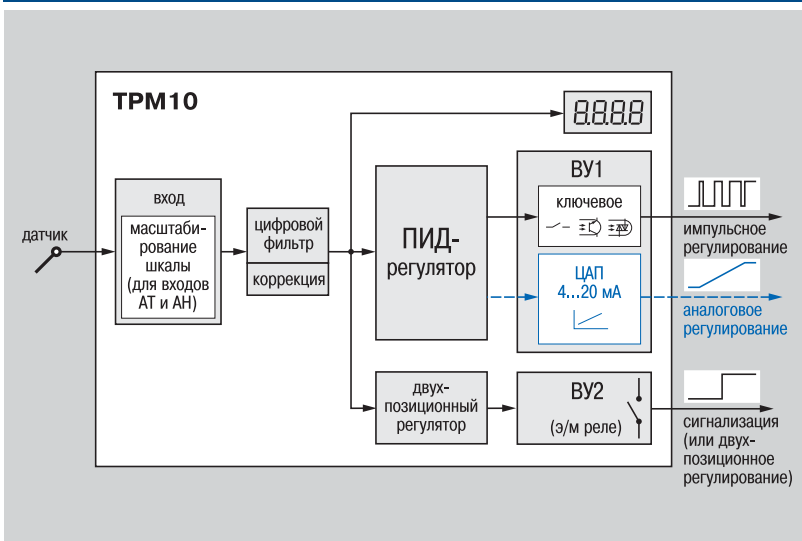 ТРМ10
8.8.8.8
датчик
вход
масштаби-
рование
шкалы
(для входов
АТ и АН)
цифровой
фильтр
коррекция
ПИД-
регулятор
ВУ1
ключевое
ЦАП
4...20 мА
импульсное
регулирование
аналоговое
регулирование
двух-
позиционный
регулятор
ВУ2
(э/м реле)
сигнализация
(или двух-
позиционное
регулирование)